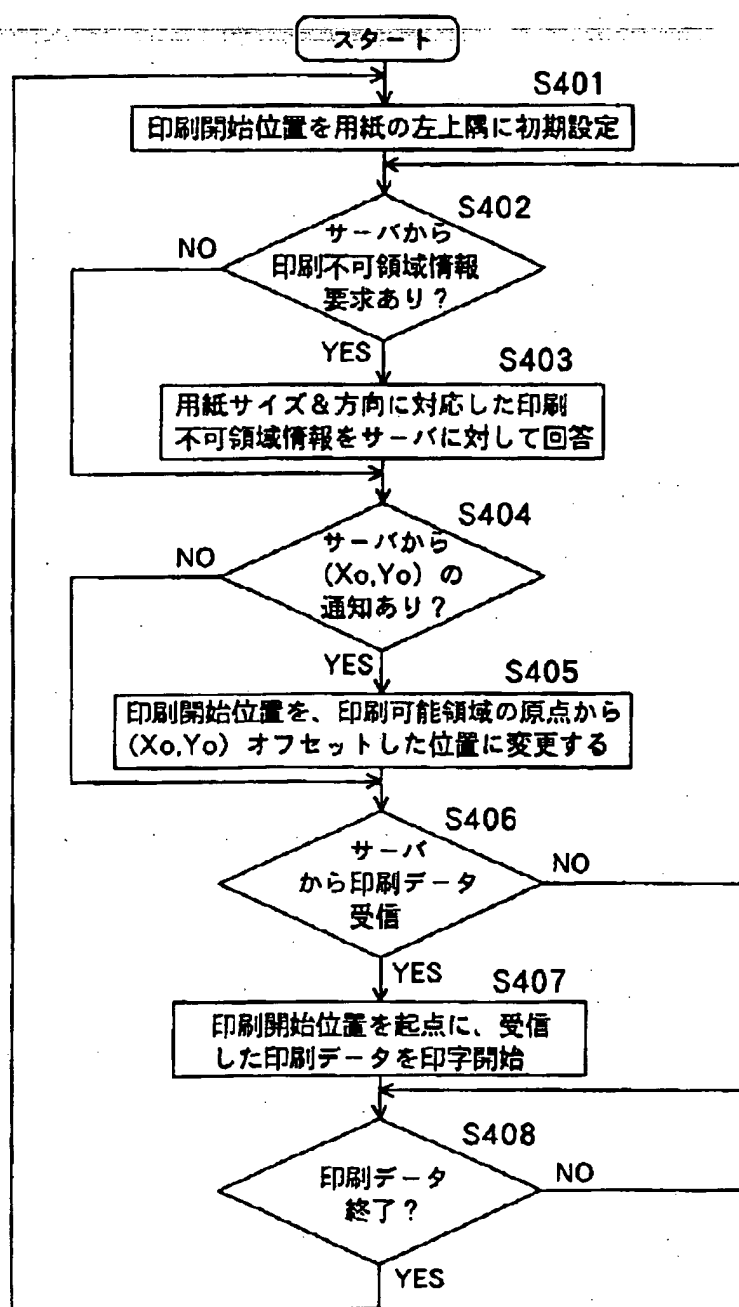 スタート
S401
印刷開始位置を用紙の左上隅に初期設定
S402
サーバから
印刷不可領域情報
要求あり?
NO
YES
S403
用紙サイズ&方向に対応した印刷
不可領域情報をサーバに対して回答
S404
サーバから
(Xo,Yo) の
通知あり?
NO
YES
S405
印刷開始位置を、印刷可能領域の原点から
(Xo,Yo) オフセットした位置に変更する
S406
サーバ
から印刷データ
受信
NO
YES
S407
印刷開始位置を起点に、受信
した印刷データを印字開始
S408
印刷データ
終了?
NO
YES